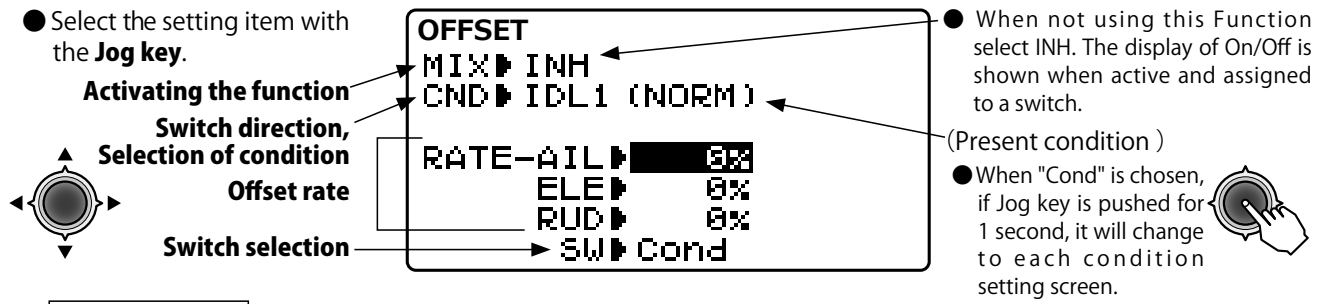 ● Select the setting item with
the Jog key.
Activating the function
Switch direction,
Selection of condition
Offset rate
Switch selection
OFFSET
MIX▶ INH
CND▶ IDL1 (NORM)
RATE-AIL▶ 0%
ELE▶ 0%
RUD▶ 0%
SW▶Cond
● When not using this Function
select INH. The display of On/Off is
shown when active and assigned
to a switch.
(Present condition )
● When "Cond" is chosen,
if Jog key is pushed for
1 second, it will change
to each condition
setting screen.